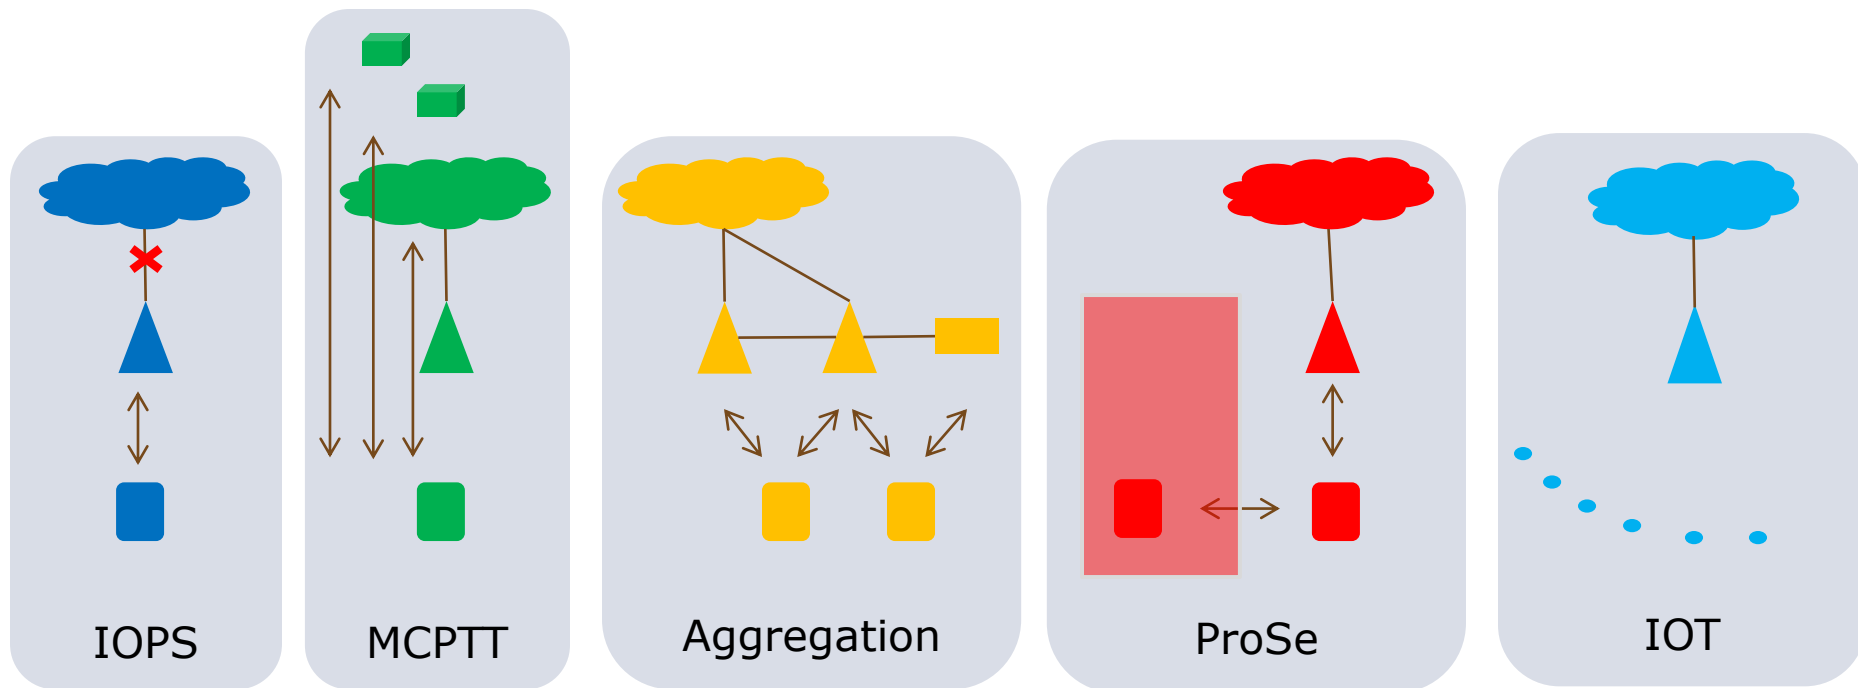 IOPS
MCPTT
Aggregation
ProSe
IOT